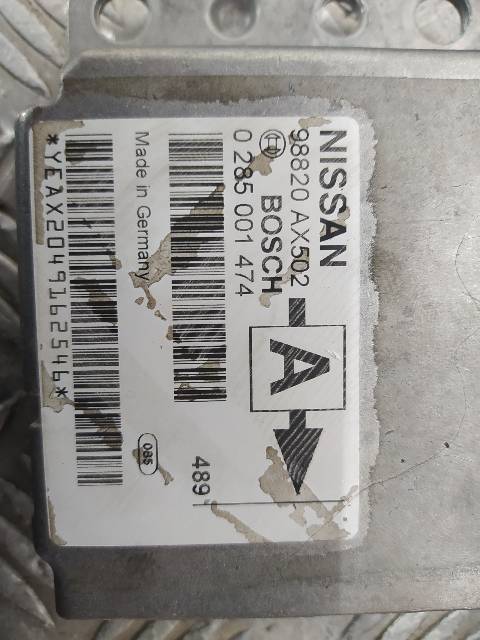 NISSAN
98820 AX502
BOSCH
0 285 001 474
A
Made in Germany
489
085
*YEAX2049162546*